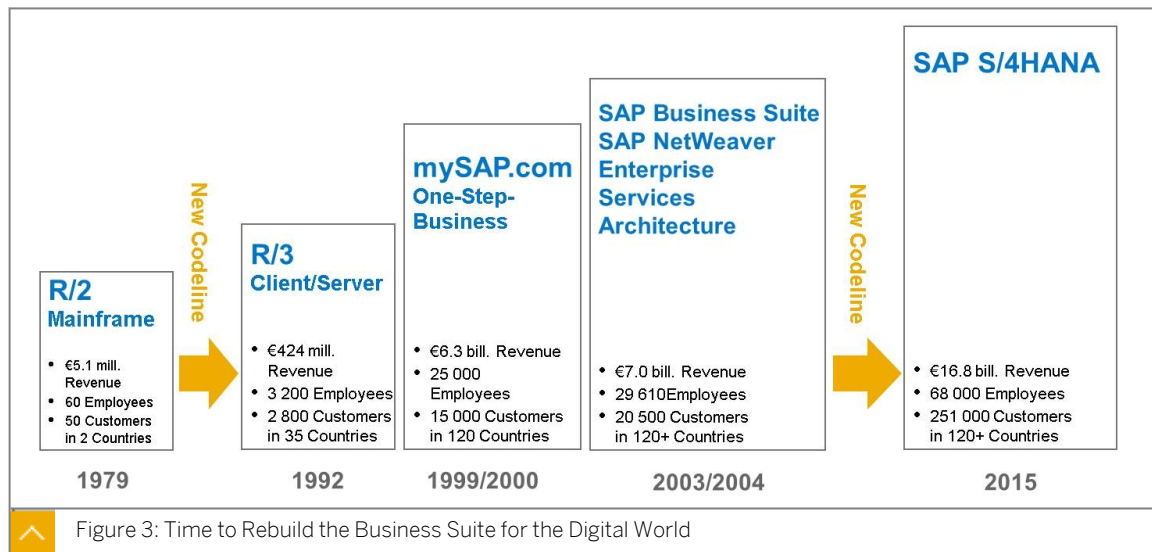 R/2
Mainframe
• €5.1 mill.
Revenue
• 60 Employees
• 50 Customers
in 2 Countries
1979
New Codeline
R/3
Client/Server
• €424 mill.
Revenue
• 3 200 Employees
• 2 800 Customers
in 35 Countries
1992
mySAP.com
One-Step-
Business
• €6.3 bill. Revenue
• 25 000
Employees
• 15 000 Customers
in 120 Countries
1999/2000
SAP Business Suite
SAP NetWeaver
Enterprise
Services
Architecture
• €7.0 bill. Revenue
• 29 610Employees
• 20 500 Customers
in 120+ Countries
2003/2004
New Codeline
SAP S/4HANA
• €16.8 bill. Revenue
• 68 000 Employees
• 251 000 Customers
in 120+ Countries
2015
Figure 3: Time to Rebuild the Business Suite for the Digital World